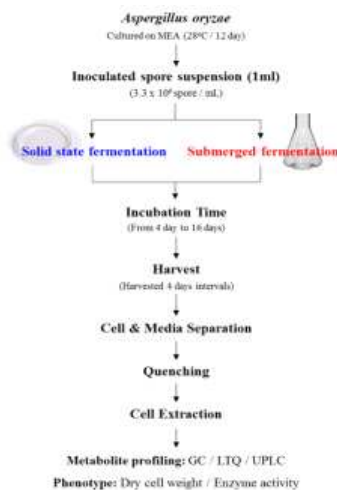 Aspergillus oryzae
Cultured on MEA (28°C / 12 day)
Inoculated spore suspension (1ml)
(3.3 x 10⁶ spore / mL)
Solid state fermentation Submerged fermentation
Incubation Time
(From 4 day to 16 days)
Harvest
(Harvested 4 days intervals)
Cell & Media Separation
Quenching
Cell Extraction
Metabolite profiling: GC / LTQ / UPLC
Phenotype: Dry cell weight / Enzyme activity